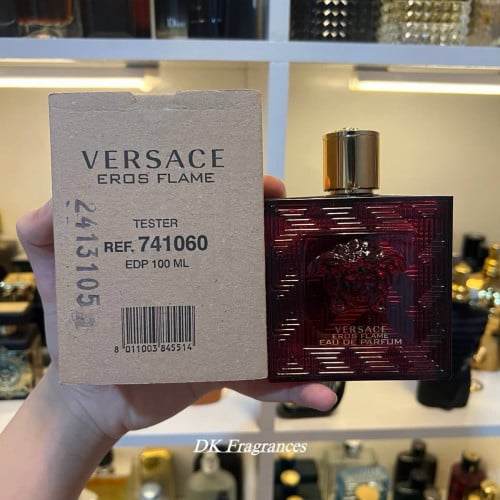 VERSACE
EROS FLAME
TESTER
REF. 741060
EDP 100 ML
8 011003 845514
2413105
VERSACE
EROS FLAME
EAU DE PARFUM
DK Fragrances